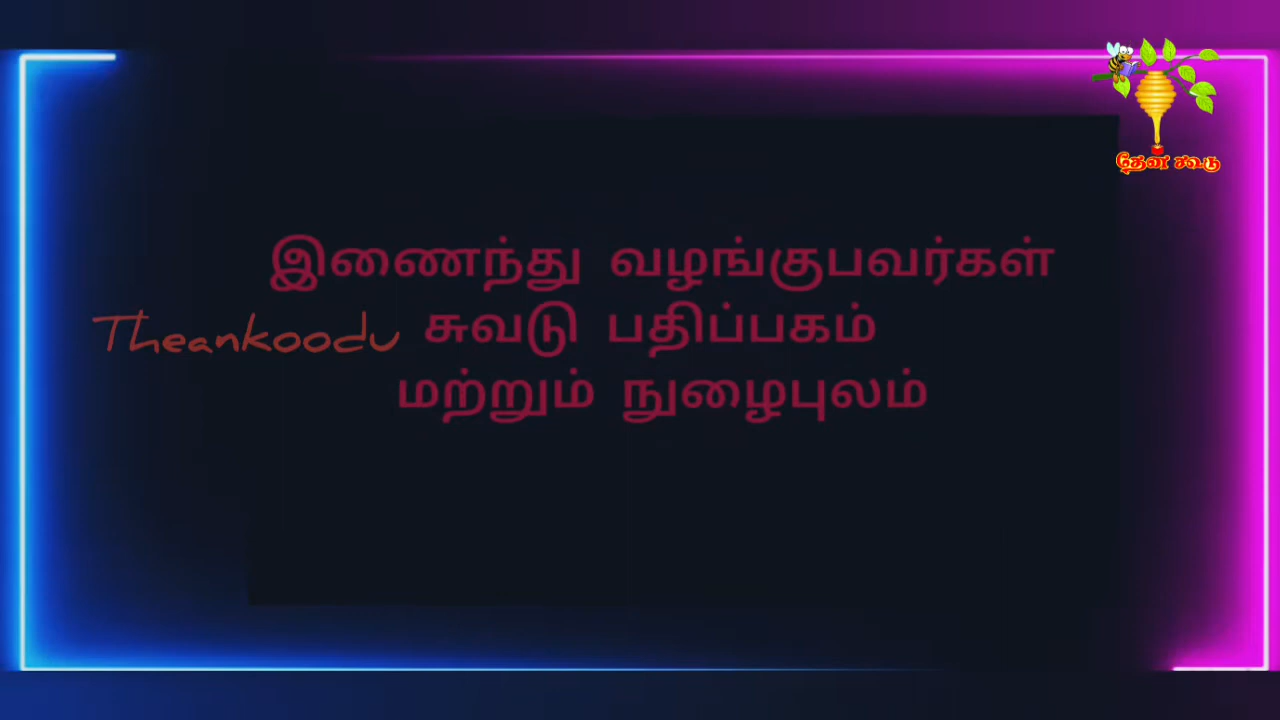 தேன் கூடு
இணைந்து வழங்குபவர்கள்
Theankoodu சுவடு பதிப்பகம்
மற்றும் நுழைபுலம்